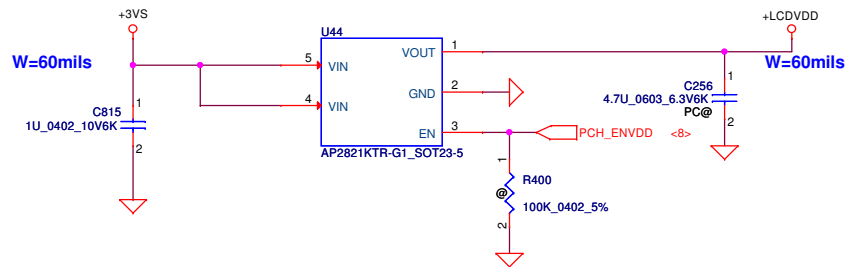 +3VS
+LCDVDD
U44
W=60mils
5 VIN
VOUT 1
W=60mils
GND 2
4 VIN
EN 3
AP2821KTR-G1_SOT23-5
C815
1U_0402_10V6K
1
2
C256
4.7U_0603_6.3V6K
PC@
1
2
PCH_ENVDD <8>
1
R400
@
100K_0402_5%
2